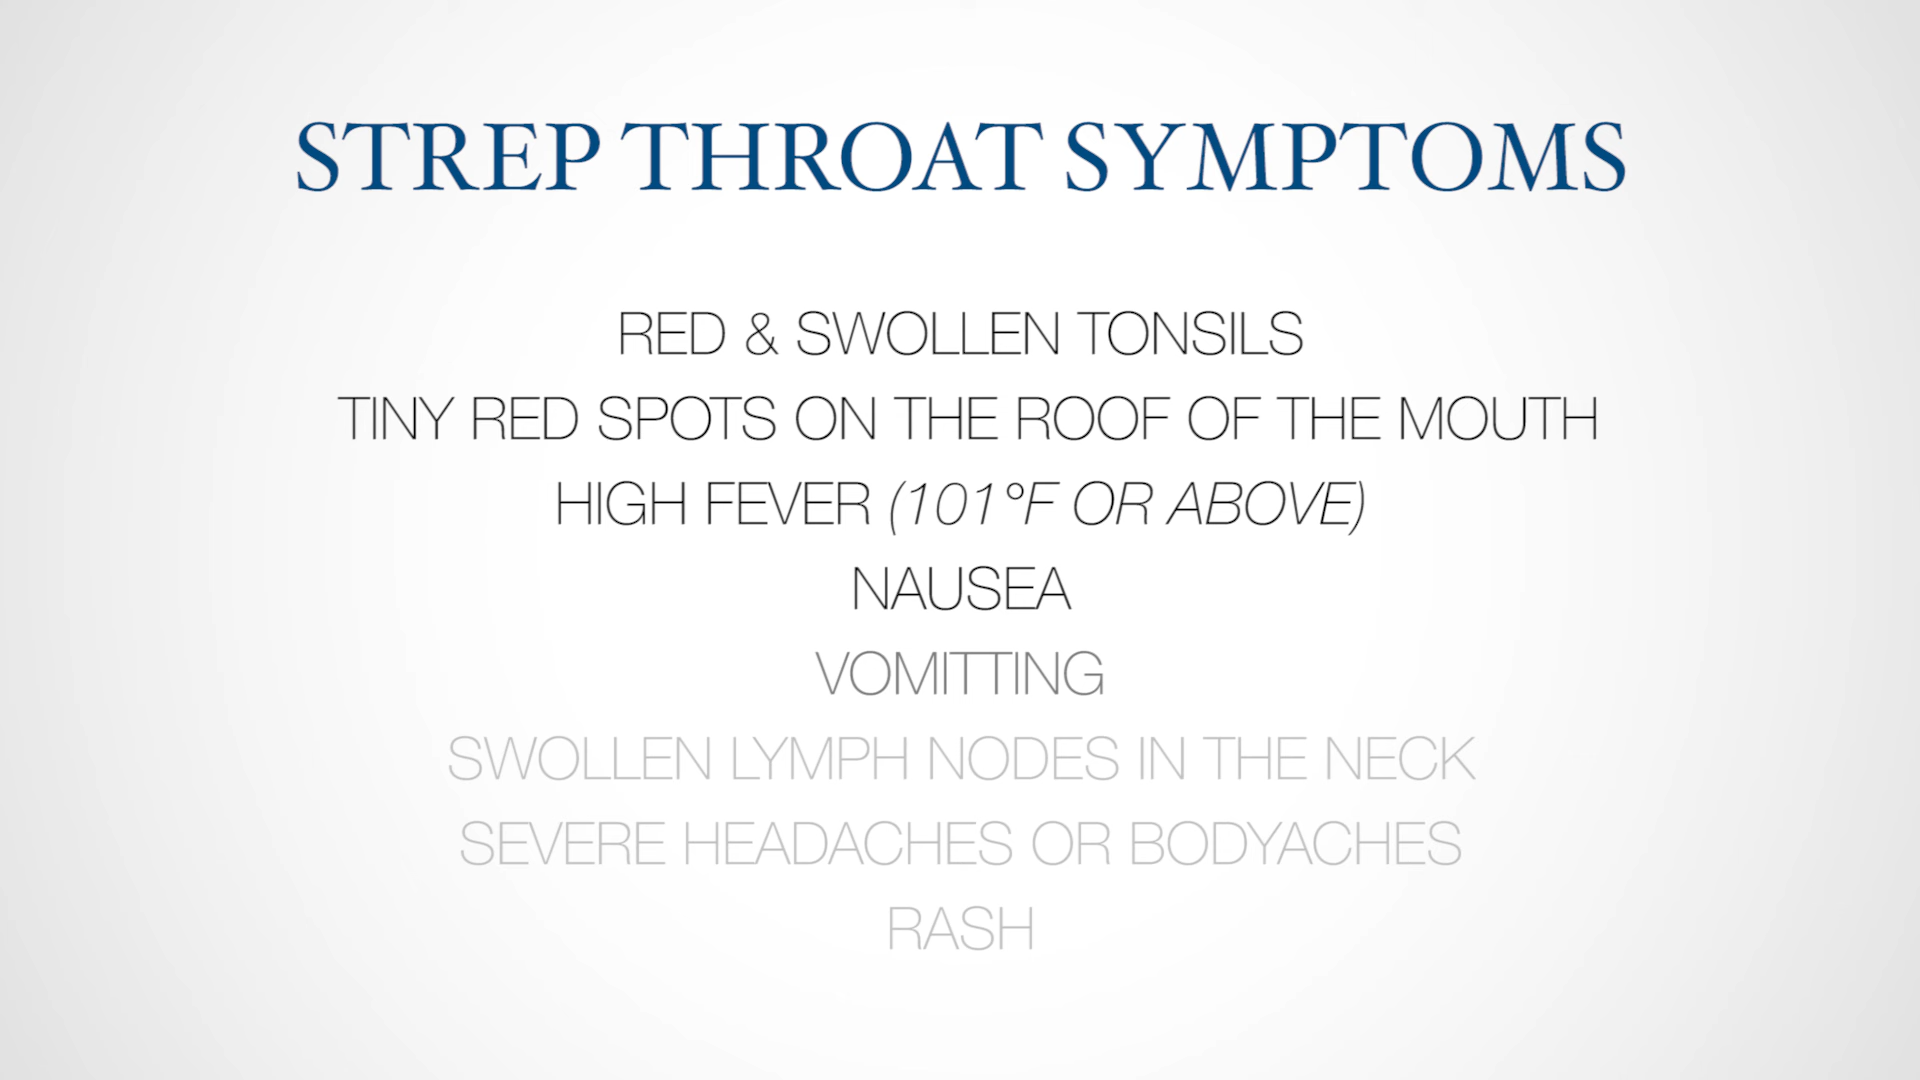 STREP THROAT SYMPTOMS
RED & SWOLLEN TONSILS
TINY RED SPOTS ON THE ROOF OF THE MOUTH
HIGH FEVER (101°F OR ABOVE)
NAUSEA
VOMITTING
SWOLLEN LYMPH NODES IN THE NECK
SEVERE HEADACHES OR BODYACHES
RASH